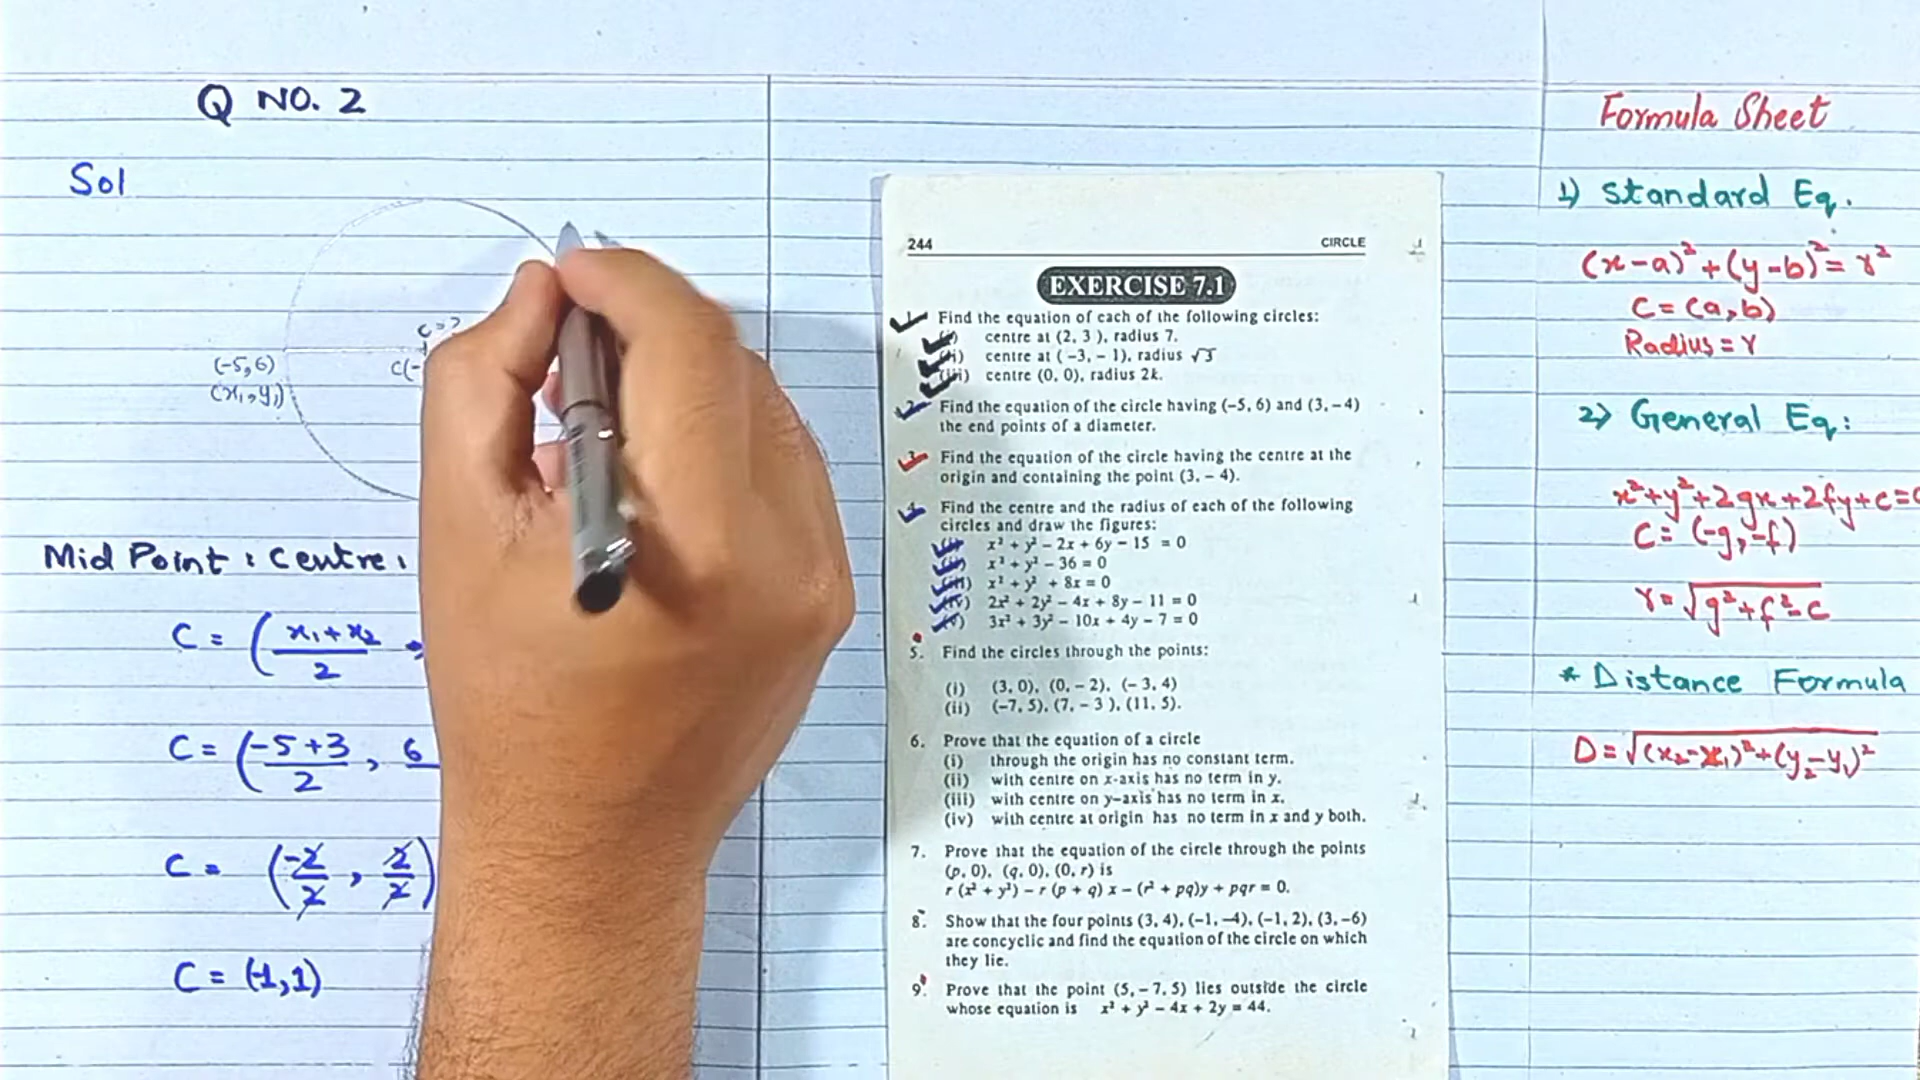 Q NO. 2
Sol
C = ?
(-5,6)
C(-
(x₁,y₁)
Mid Point : Centre :
C = (x₁+x₂/2 ,
C = (-5+3/2 , 6
C = (-2/2 , 2/2)
C = (-1,1)
244 CIRCLE
EXERCISE 7.1
1. Find the equation of each of the following circles:
(i) centre at (2, 3 ), radius 7.
(ii) centre at ( −3, − 1), radius √3
(iii) centre (0, 0), radius 2k.
2. Find the equation of the circle having (−5, 6) and (3, − 4)
the end points of a diameter.
3. Find the equation of the circle having the centre at the
origin and containing the point (3, − 4).
4. Find the centre and the radius of each of the following
circles and draw the figures:
x² + y² − 2x + 6y − 15 = 0
x² + y² − 36 = 0
(iii) x² + y² + 8x = 0
(iv) 2x² + 2y² − 4x + 8y − 11 = 0
(v) 3x² + 3y² − 10x + 4y − 7 = 0
5. Find the circles through the points:
(i) (3, 0), (0, − 2), (− 3, 4)
(ii) (−7, 5), (7, − 3 ), (11, 5).
6. Prove that the equation of a circle
(i) through the origin has no constant term.
(ii) with centre on x-axis has no term in y.
(iii) with centre on y-axis has no term in x.
(iv) with centre at origin has no term in x and y both.
7. Prove that the equation of the circle through the points
(p, 0), (q, 0), (0, r) is
r (x² + y²) − r (p + q) x − (r² + pq)y + pqr = 0.
8. Show that the four points (3, 4), (−1, −4), (−1, 2), (3, −6)
are concyclic and find the equation of the circle on which
they lie.
9. Prove that the point (5, − 7, 5) lies outside the circle
whose equation is x² + y² − 4x + 2y = 44.
Formula Sheet
1) Standard Eq.
(x-a)²+(y-b)²=r²
C=(a,b)
Radius=r
2) General Eq:
x²+y²+2gx+2fy+c=0
C=(-g,-f)
r=√g²+f²-c
* Distance Formula
D=√(x₂-x₁)²+(y₂-y₁)²